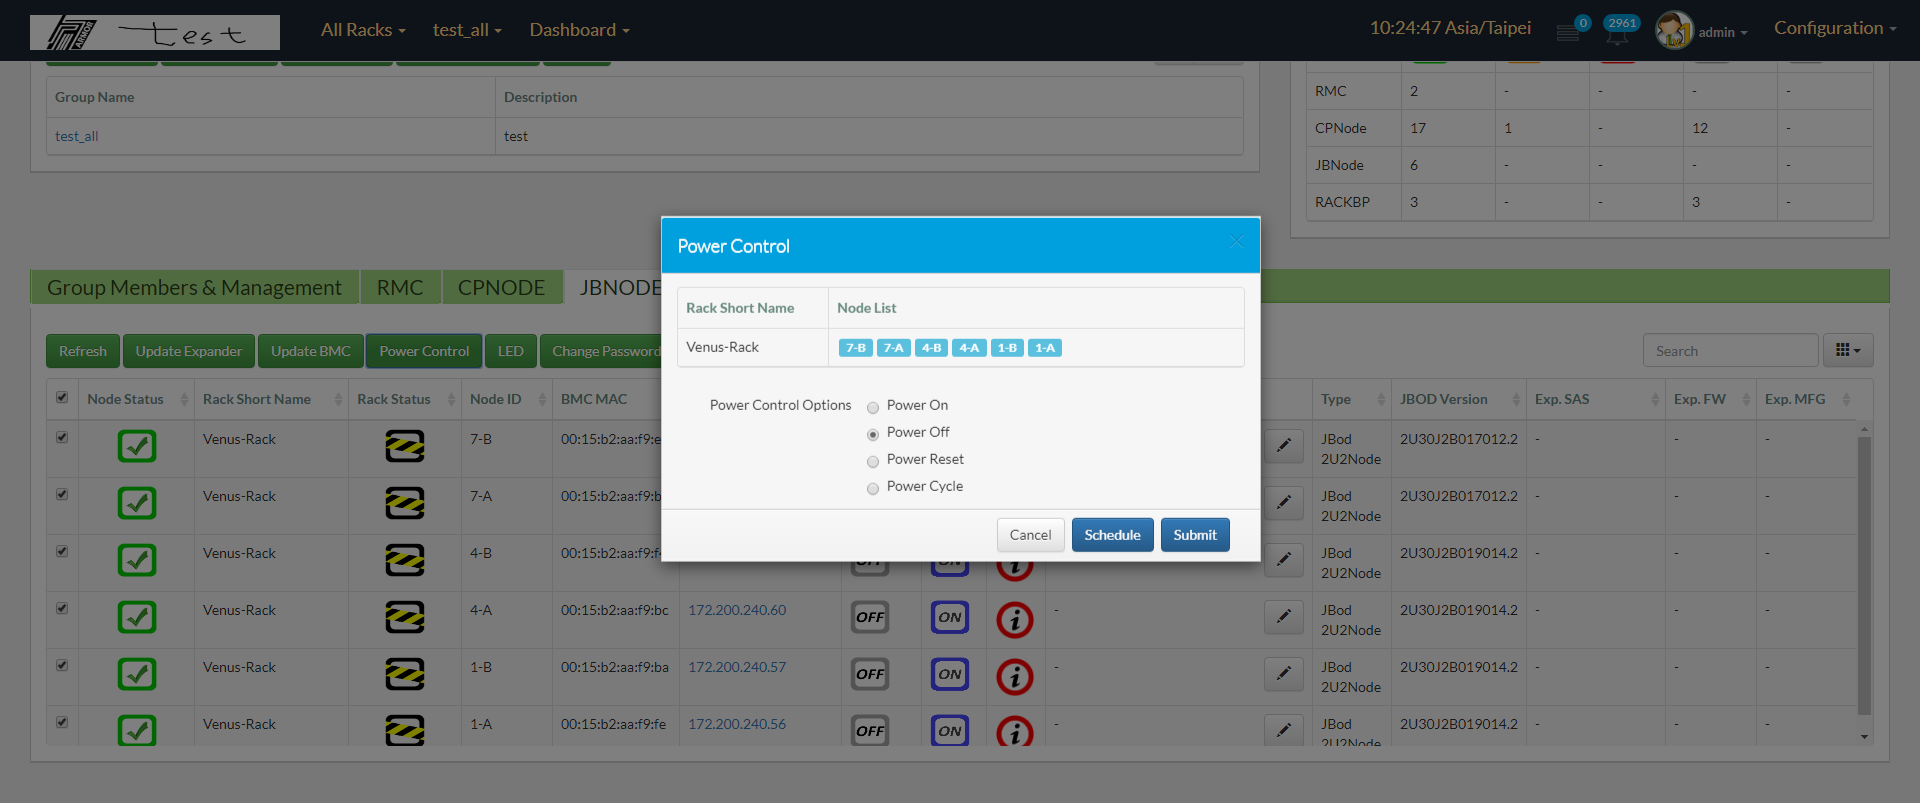 ARMOR test All Racks test_all Dashboard 10:24:47 Asia/Taipei 0 2961 admin Configuration
Group Name Description
test_all test
RMC 2 - - - -
CPNode 17 1 - 12 -
JBNode 6 - - - -
RACKBP 3 - - 3 -
Group Members & Management RMC CPNODE JBNODE
Refresh Update Expander Update BMC Power Control LED Change Password
Search
Node Status Rack Short Name Rack Status Node ID BMC MAC Type JBOD Version Exp. SAS Exp. FW Exp. MFG
Venus-Rack 7-B 00:15:b2:aa:f9:e JBod 2U30J2B017012.2 - - -
2U2Node
Venus-Rack 7-A 00:15:b2:aa:f9:b JBod 2U30J2B017012.2 - - -
2U2Node
Venus-Rack 4-B 00:15:b2:aa:f9:f JBod 2U30J2B019014.2 - - -
2U2Node
Venus-Rack 4-A 00:15:b2:aa:f9:bc 172.200.240.60 OFF ON i - JBod 2U30J2B019014.2 - - -
2U2Node
Venus-Rack 1-B 00:15:b2:aa:f9:ba 172.200.240.57 OFF ON i - JBod 2U30J2B019014.2 - - -
2U2Node
Venus-Rack 1-A 00:15:b2:aa:f9:fe 172.200.240.56 OFF ON i - JBod 2U30J2B019014.2 - - -
2U2Node
Power Control
Rack Short Name Node List
Venus-Rack 7-B 7-A 4-B 4-A 1-B 1-A
Power Control Options Power On
Power Off
Power Reset
Power Cycle
Cancel Schedule Submit